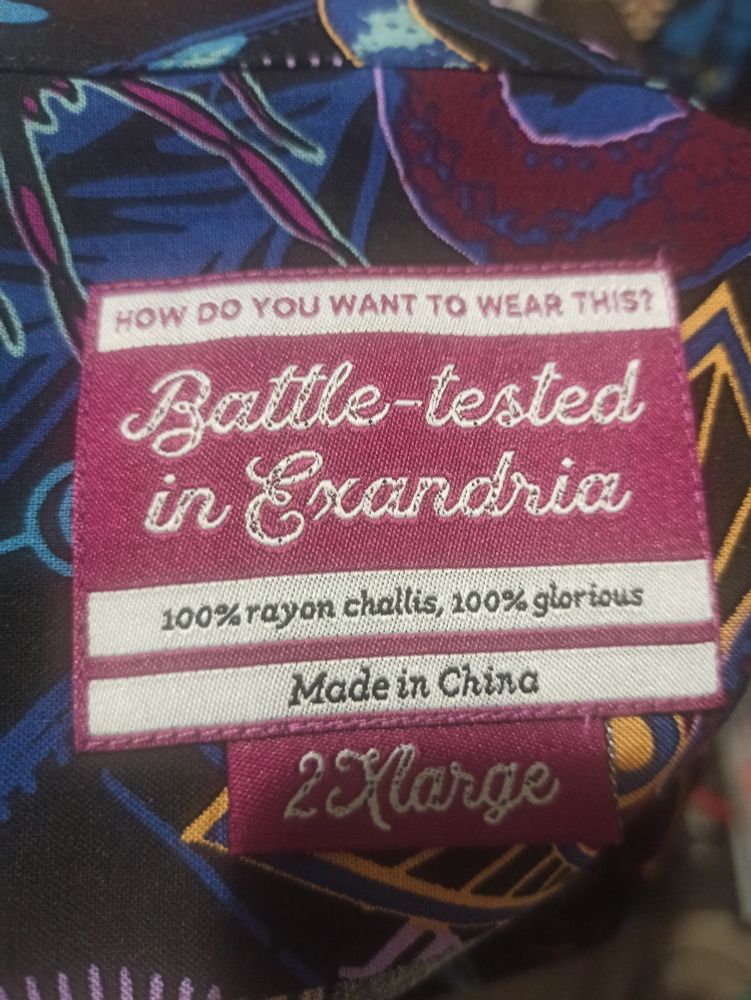 HOW DO YOU WANT TO WEAR THIS?
Battle-tested
in Exandria
100% rayon challis, 100% glorious
Made in China
2Xlarge